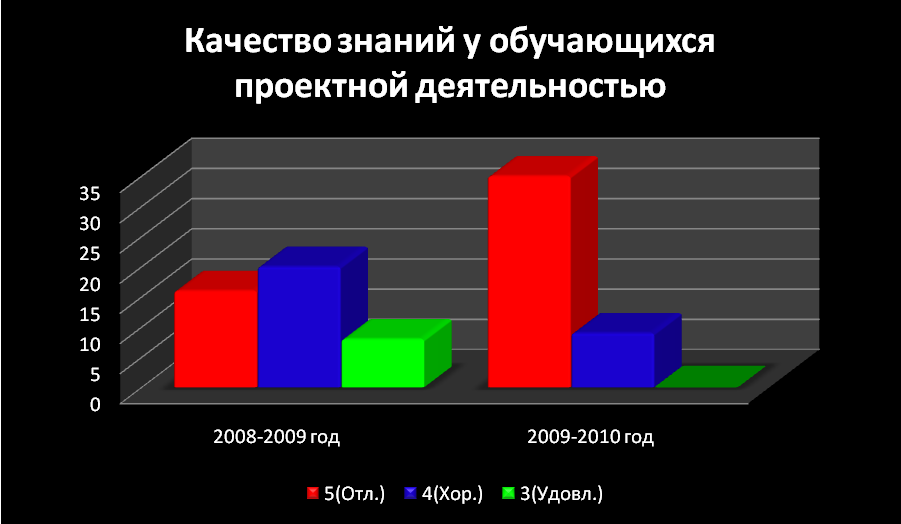 Качество знаний у обучающихся
проектной деятельностью
35
30
25
20
15
10
5
0
2008-2009 год
2009-2010 год
5(Отл.)
4(Хор.)
3(Удовл.)